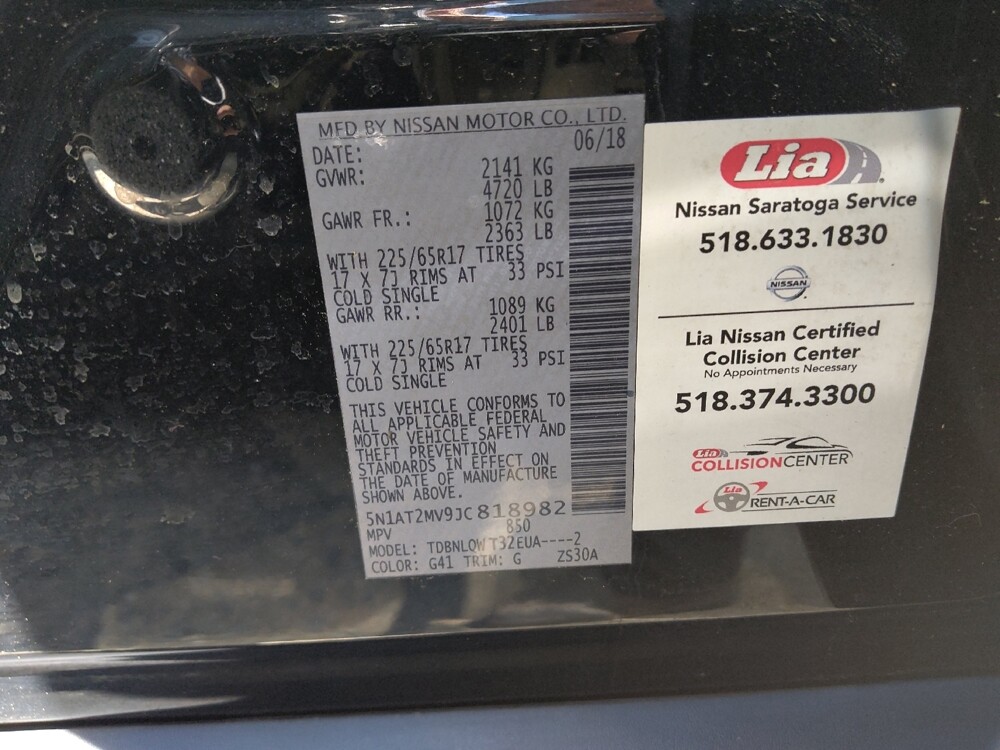 MFD BY NISSAN MOTOR CO., LTD.
DATE: 06/18
GVWR: 2141 KG
4720 LB
GAWR FR.: 1072 KG
2363 LB
WITH 225/65R17 TIRES
17 X 7J RIMS AT 33 PSI
COLD SINGLE
GAWR RR.: 1089 KG
2401 LB
WITH 225/65R17 TIRES
17 X 7J RIMS AT 33 PSI
COLD SINGLE
THIS VEHICLE CONFORMS TO
ALL APPLICABLE FEDERAL
MOTOR VEHICLE SAFETY AND
THEFT PREVENTION
STANDARDS IN EFFECT ON
THE DATE OF MANUFACTURE
SHOWN ABOVE.
5N1AT2MV9JC818982
MPV 850
MODEL: TDBNLQWT32EUA----2
COLOR: G41 TRIM: G ZS30A
Lia
Nissan Saratoga Service
518.633.1830
NISSAN
Lia Nissan Certified
Collision Center
No Appointments Necessary
518.374.3300
Lia
COLLISIONCENTER
Lia
RENT-A-CAR